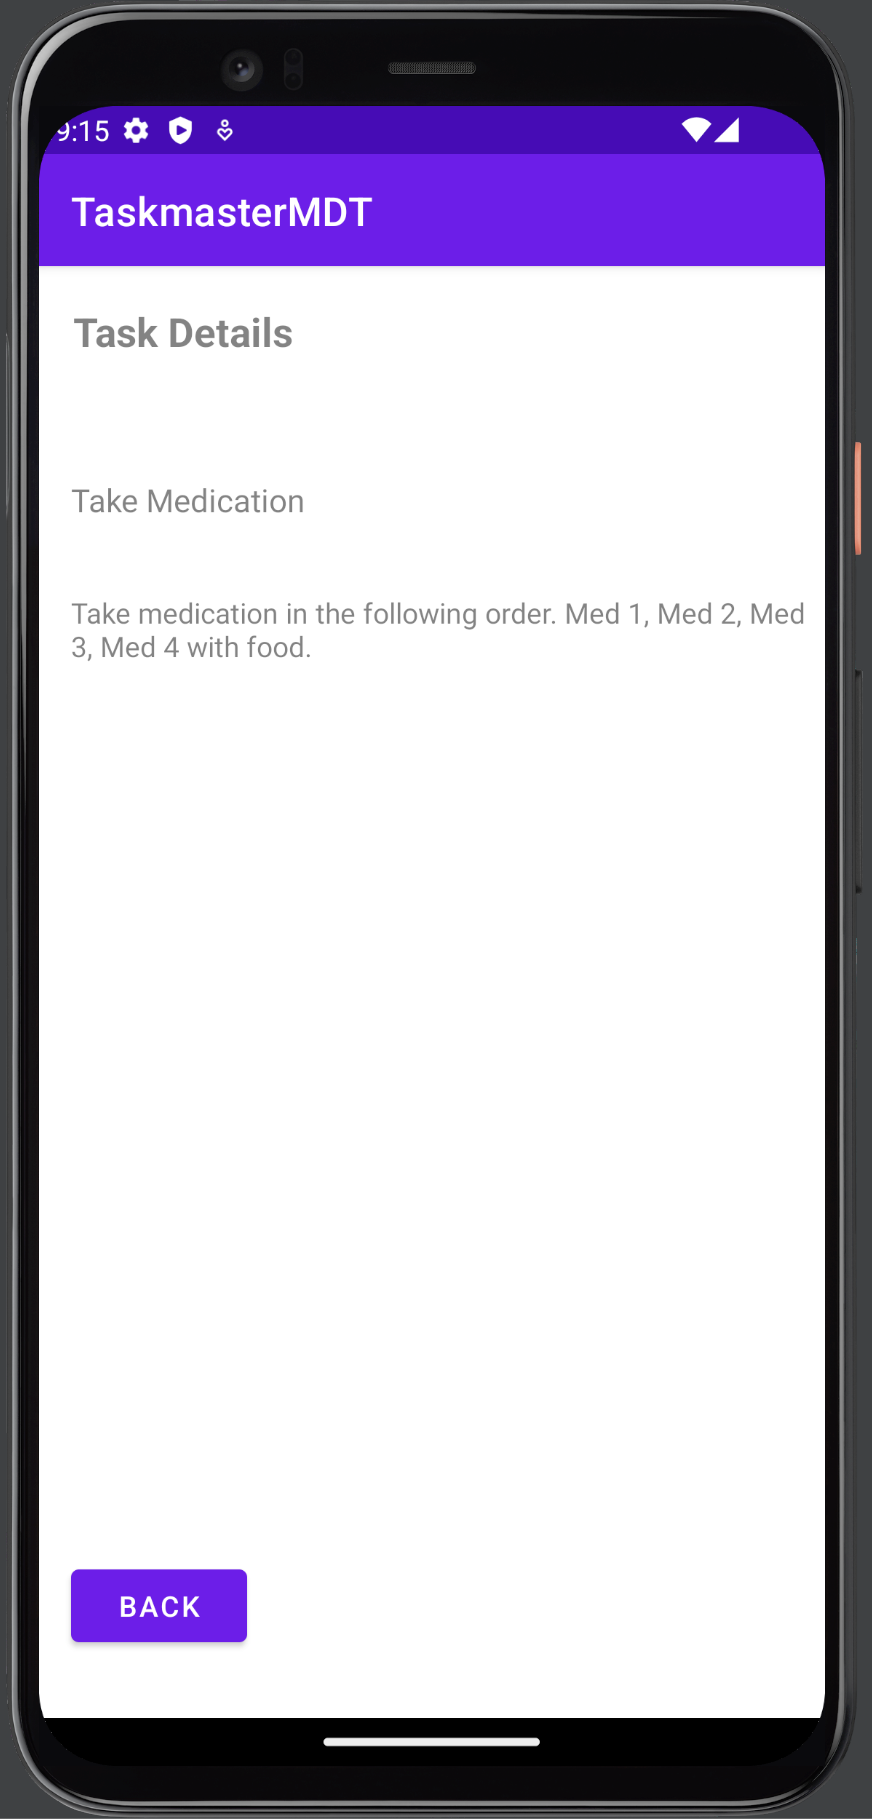 9:15
TaskmasterMDT
Task Details
Take Medication
Take medication in the following order. Med 1, Med 2, Med
3, Med 4 with food.
BACK